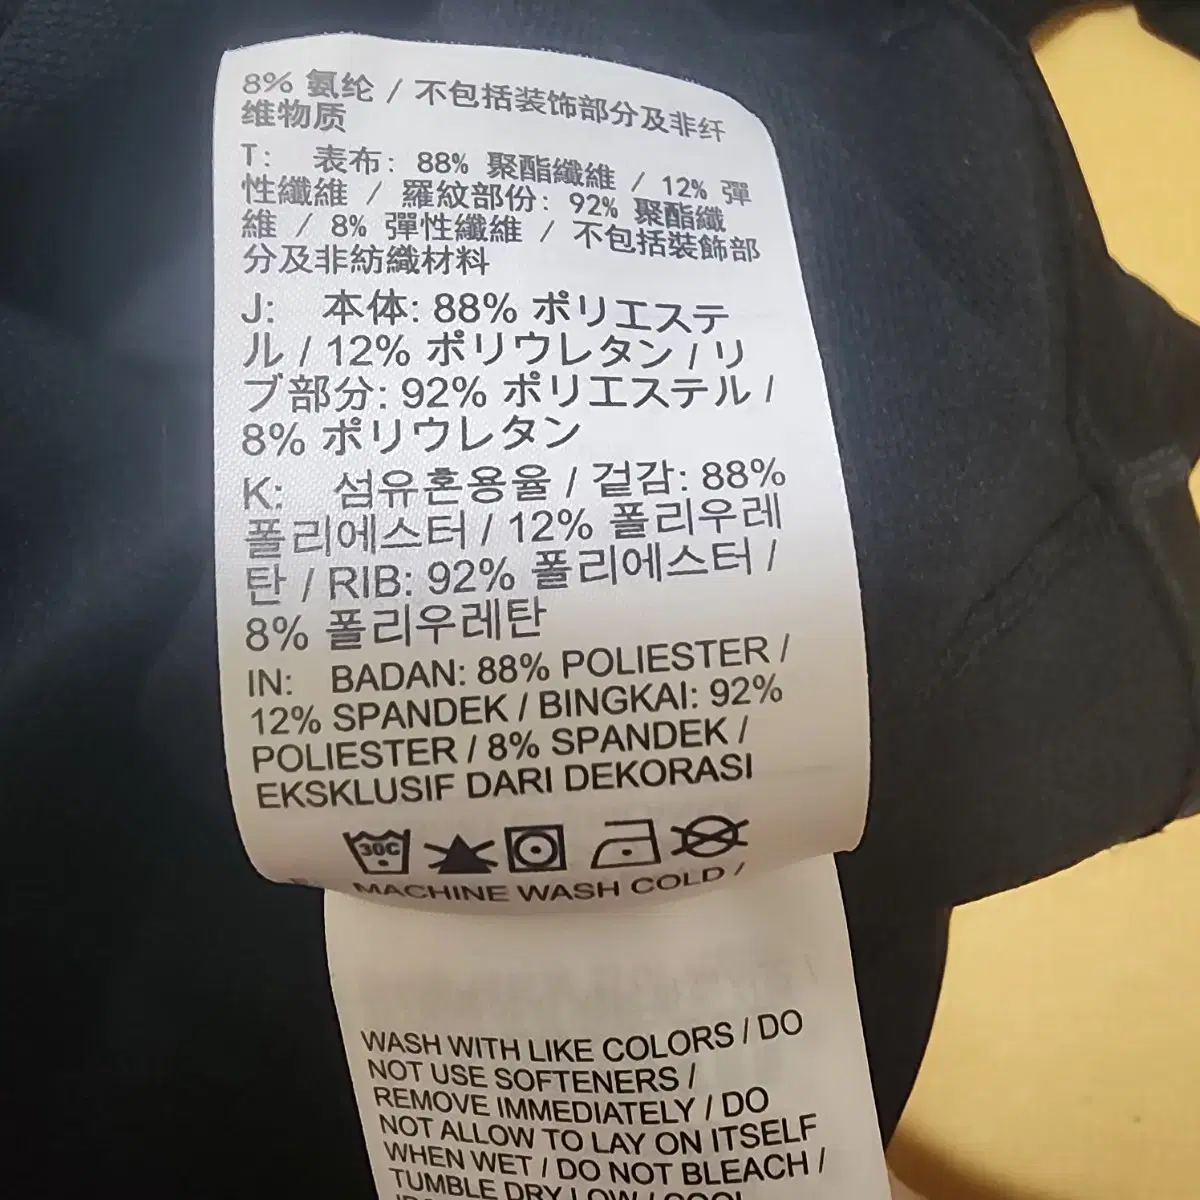 8% 氨纶 / 不包括装饰部分及非纤
维物质
T: 表布: 88% 聚酯纖維 / 12% 彈
性纖維 / 羅紋部份: 92% 聚酯纖
維 / 8% 彈性纖維 / 不包括裝飾部
分及非紡織材料
J: 本体: 88% ポリエステ
ル / 12% ポリウレタン / リ
ブ部分: 92% ポリエステル /
8% ポリウレタン
K: 섬유혼용율 / 겉감: 88%
폴리에스터 / 12% 폴리우레
탄 / RIB: 92% 폴리에스터 /
8% 폴리우레탄
IN: BADAN: 88% POLIESTER /
12% SPANDEK / BINGKAI: 92%
POLIESTER / 8% SPANDEK /
EKSKLUSIF DARI DEKORASI
30C
MACHINE WASH COLD /
WASH WITH LIKE COLORS / DO
NOT USE SOFTENERS /
REMOVE IMMEDIATELY / DO
NOT ALLOW TO LAY ON ITSELF
WHEN WET / DO NOT BLEACH /
TUMBLE DRY LOW / COOL